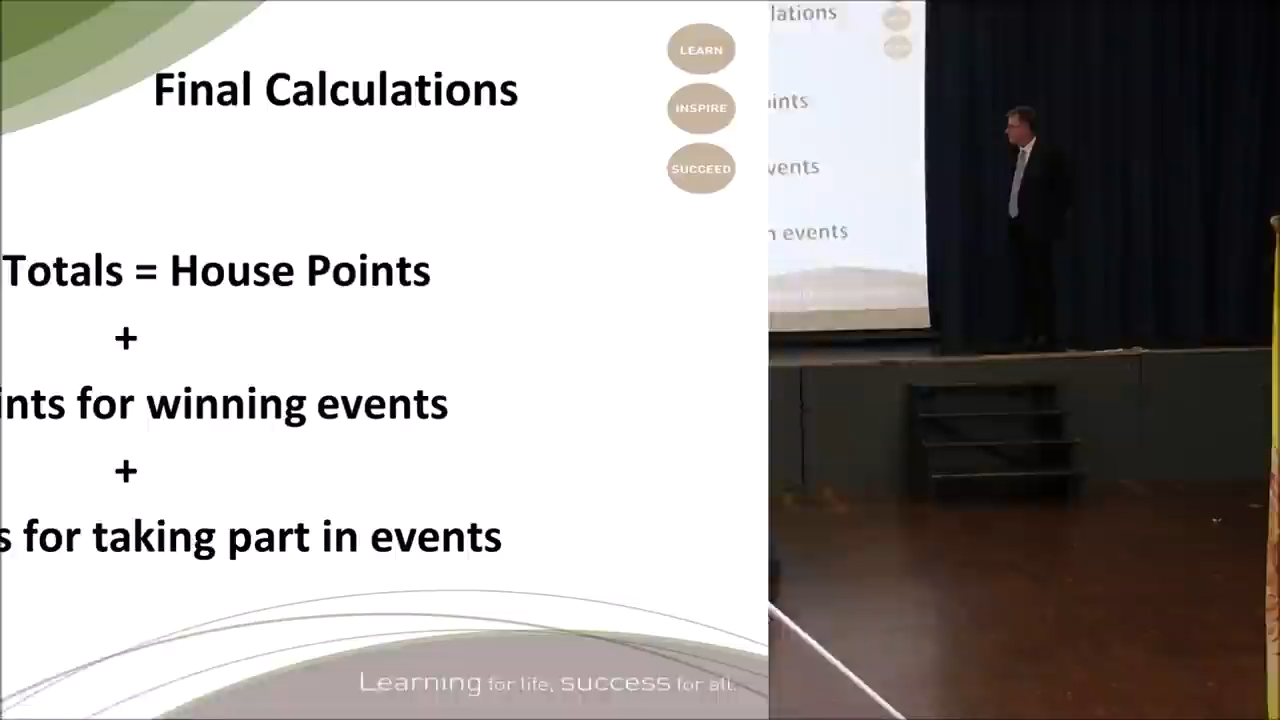 Final Calculations
LEARN
INSPIRE
SUCCEED
Totals = House Points
+
ints for winning events
+
s for taking part in events
Learning for life, success for all.
lations
ints
vents
n events